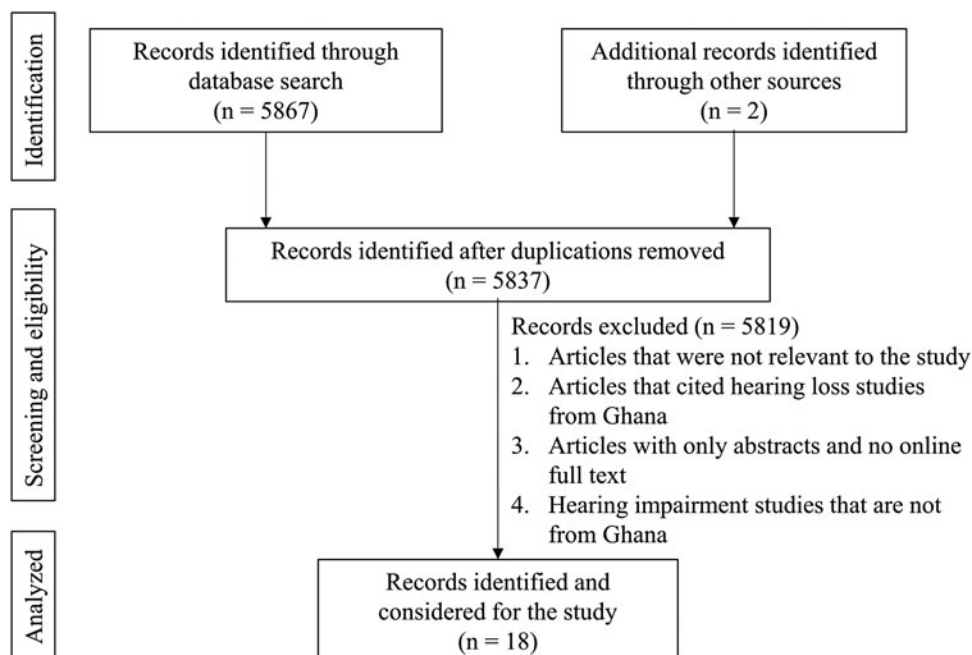 Identification
Records identified through
database search
(n = 5867)
Additional records identified
through other sources
(n = 2)
Screening and eligibility
Records identified after duplications removed
(n = 5837)
Records excluded (n = 5819)
1. Articles that were not relevant to the study
2. Articles that cited hearing loss studies
from Ghana
3. Articles with only abstracts and no online
full text
4. Hearing impairment studies that are not
from Ghana
Analyzed
Records identified and
considered for the study
(n = 18)